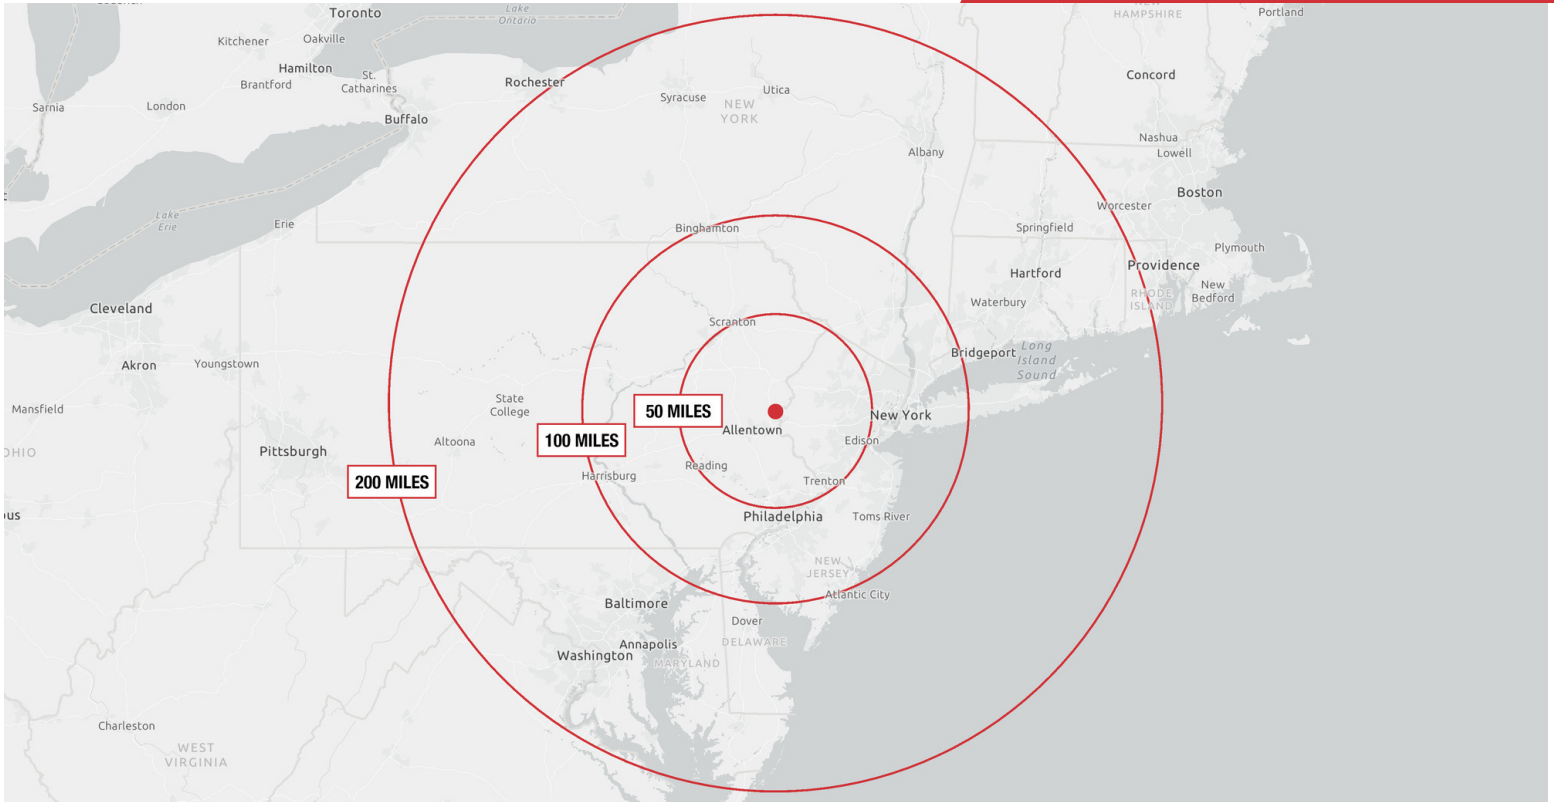 NEW
HAMPSHIRE
Portland
Toronto
Lake
Ontario
Kitchener
Oakville
Hamilton
Brantford
St.
Catharines
Sarnia
London
Buffalo
Rochester
Syracuse
Utica
NEW
YORK
Concord
Nashua
Lowell
Albany
Boston
Worcester
Lake
Erie
Erie
Binghamton
Springfield
Plymouth
Hartford
Providence
New
Bedford
RHODE
ISLAND
Waterbury
Cleveland
Scranton
Bridgeport
Long
Island
Sound
Akron
Youngstown
Mansfield
State
College
50 MILES
New York
Allentown
Edison
100 MILES
Altoona
OHIO
Pittsburgh
Reading
Harrisburg
Trenton
200 MILES
Philadelphia
Toms River
NEW
JERSEY
Atlantic City
Baltimore
Dover
Annapolis
DELAWARE
Washington
MARYLAND
Charleston
WEST
VIRGINIA